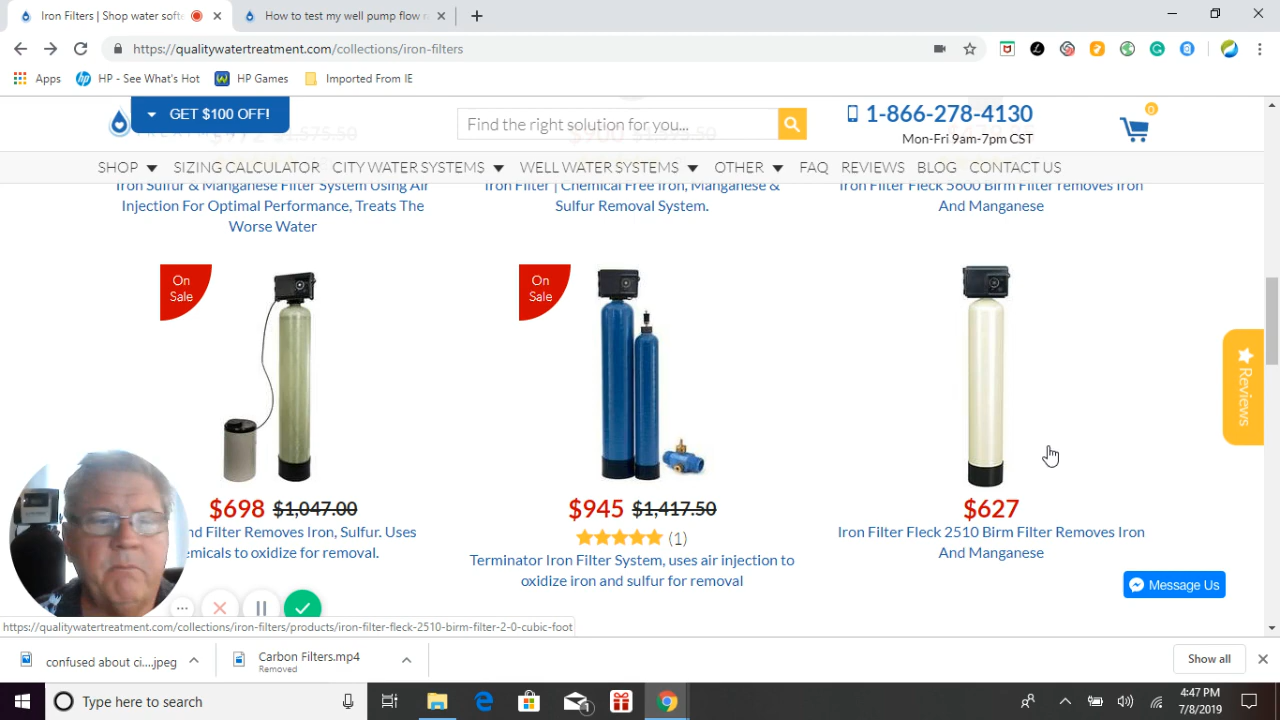 Iron Filters | Shop water softe
How to test my well pump flow r
https://qualitywatertreatment.com/collections/iron-filters
Apps
HP - See What's Hot
HP Games
Imported From IE
GET $100 OFF!
Find the right solution for you...
1-866-278-4130
Mon-Fri 9am-7pm CST
0
SHOP
SIZING CALCULATOR
CITY WATER SYSTEMS
WELL WATER SYSTEMS
OTHER
FAQ
REVIEWS
BLOG
CONTACT US
Iron Sulfur & Manganese Filter System Using Air
Injection For Optimal Performance, Treats The
Worse Water
Iron Filter | Chemical Free Iron, Manganese &
Sulfur Removal System.
Iron Filter Fleck 5600 Birm Filter removes Iron
And Manganese
On
Sale
$698 $1,047.00
nd Filter Removes Iron, Sulfur. Uses
emicals to oxidize for removal.
On
Sale
$945 $1,417.50
(1)
Terminator Iron Filter System, uses air injection to
oxidize iron and sulfur for removal
$627
Iron Filter Fleck 2510 Birm Filter Removes Iron
And Manganese
Reviews
Message Us
https://qualitywatertreatment.com/collections/iron-filters/products/iron-filter-fleck-2510-birm-filter-2-0-cubic-foot
confused about ci....jpeg
Carbon Filters.mp4
Removed
Show all
Type here to search
1
4:47 PM
7/8/2019